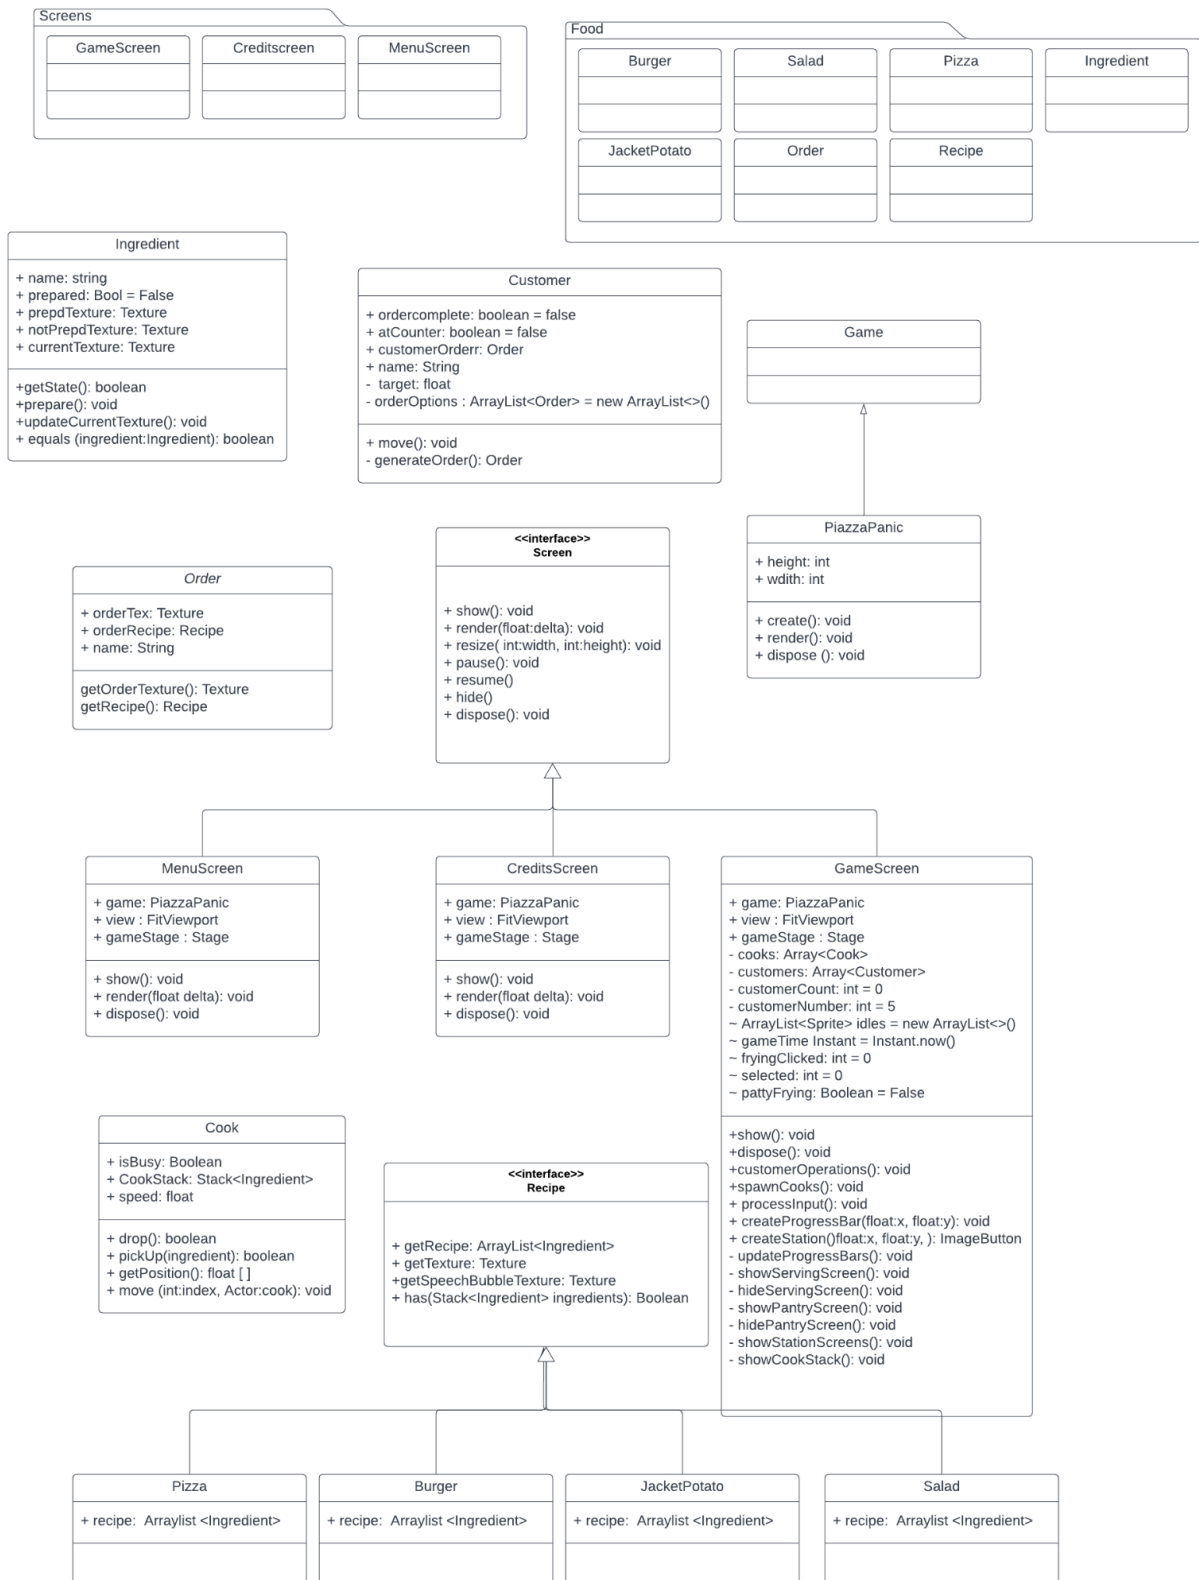 Screens
GameScreen
Creditscreen
MenuScreen
Food
Burger
Salad
Pizza
Ingredient
JacketPotato
Order
Recipe
Ingredient
+ name: string
+ prepared: Bool = False
+ prepdTexture: Texture
+ notPrepdTexture: Texture
+ currentTexture: Texture
+getState(): boolean
+prepare(): void
+updateCurrentTexture(): void
+ equals (ingredient:Ingredient): boolean
Customer
+ ordercomplete: boolean = false
+ atCounter: boolean = false
+ customerOrderr: Order
+ name: String
- target: float
- orderOptions : ArrayList<Order> = new ArrayList<>()
+ move(): void
- generateOrder(): Order
Game
PiazzaPanic
+ height: int
+ wdith: int
+ create(): void
+ render(): void
+ dispose (): void
Order
+ orderTex: Texture
+ orderRecipe: Recipe
+ name: String
getOrderTexture(): Texture
getRecipe(): Recipe
<<interface>>
Screen
+ show(): void
+ render(float:delta): void
+ resize( int:width, int:height): void
+ pause(): void
+ resume()
+ hide()
+ dispose(): void
MenuScreen
+ game: PiazzaPanic
+ view : FitViewport
+ gameStage : Stage
+ show(): void
+ render(float delta): void
+ dispose(): void
CreditsScreen
+ game: PiazzaPanic
+ view : FitViewport
+ gameStage : Stage
+ show(): void
+ render(float delta): void
+ dispose(): void
GameScreen
+ game: PiazzaPanic
+ view : FitViewport
+ gameStage : Stage
- cooks: Array<Cook>
- customers: Array<Customer>
- customerCount: int = 0
- customerNumber: int = 5
~ ArrayList<Sprite> idles = new ArrayList<>()
~ gameTime Instant = Instant.now()
~ fryingClicked: int = 0
~ selected: int = 0
~ pattyFrying: Boolean = False
+show(): void
+dispose(): void
+customerOperations(): void
+spawnCooks(): void
+ processInput(): void
+ createProgressBar(float:x, float:y): void
+ createStation()float:x, float:y, ): ImageButton
- updateProgressBars(): void
- showServingScreen(): void
- hideServingScreen(): void
- showPantryScreen(): void
- hidePantryScreen(): void
- showStationScreens(): void
- showCookStack(): void
Cook
+ isBusy: Boolean
+ CookStack: Stack<Ingredient>
+ speed: float
+ drop(): boolean
+ pickUp(ingredient): boolean
+ getPosition(): float [ ]
+ move (int:index, Actor:cook): void
<<interface>>
Recipe
+ getRecipe: ArrayList<Ingredient>
+ getTexture: Texture
+getSpeechBubbleTexture: Texture
+ has(Stack<Ingredient> ingredients): Boolean
Pizza
+ recipe: Arraylist <Ingredient>
Burger
+ recipe: Arraylist <Ingredient>
JacketPotato
+ recipe: Arraylist <Ingredient>
Salad
+ recipe: Arraylist <Ingredient>